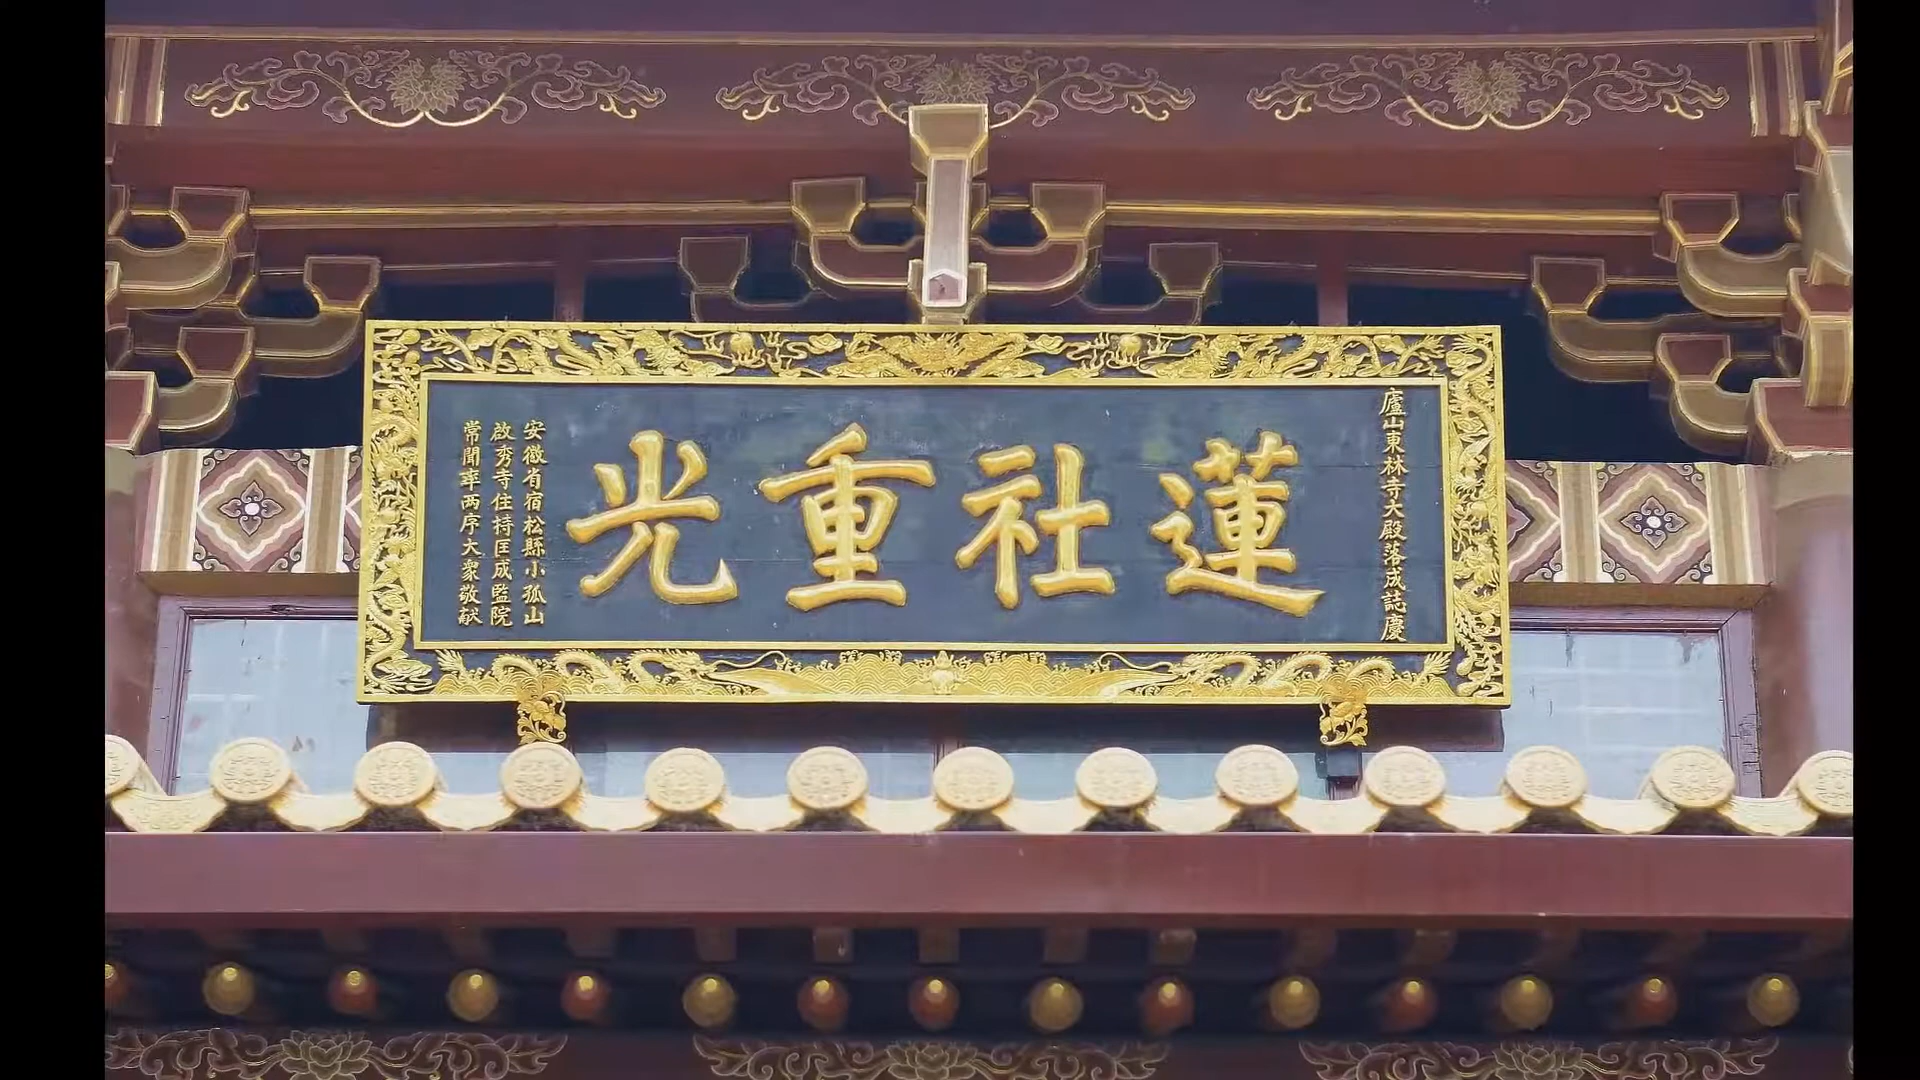 廬山東林寺大殿落成誌慶
蓮社重光
安徽省宿松縣小孤山
啟秀寺住持匡成監院
常聞率两序大衆敬献